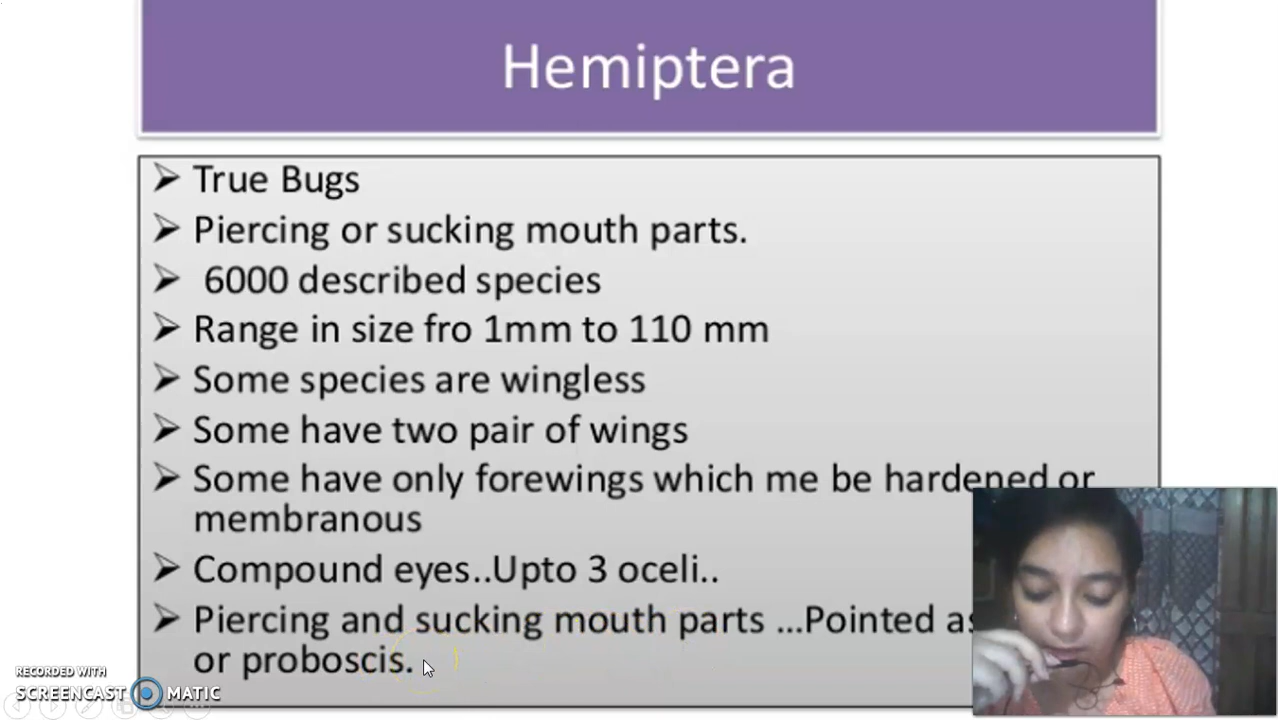 Hemiptera
➢ True Bugs
➢ Piercing or sucking mouth parts.
➢ 6000 described species
➢ Range in size fro 1mm to 110 mm
➢ Some species are wingless
➢ Some have two pair of wings
➢ Some have only forewings which me be hardened or
membranous
➢ Compound eyes..Upto 3 oceli..
➢ Piercing and sucking mouth parts ...Pointed as
or proboscis.
RECORDED WITH
SCREENCAST MATIC